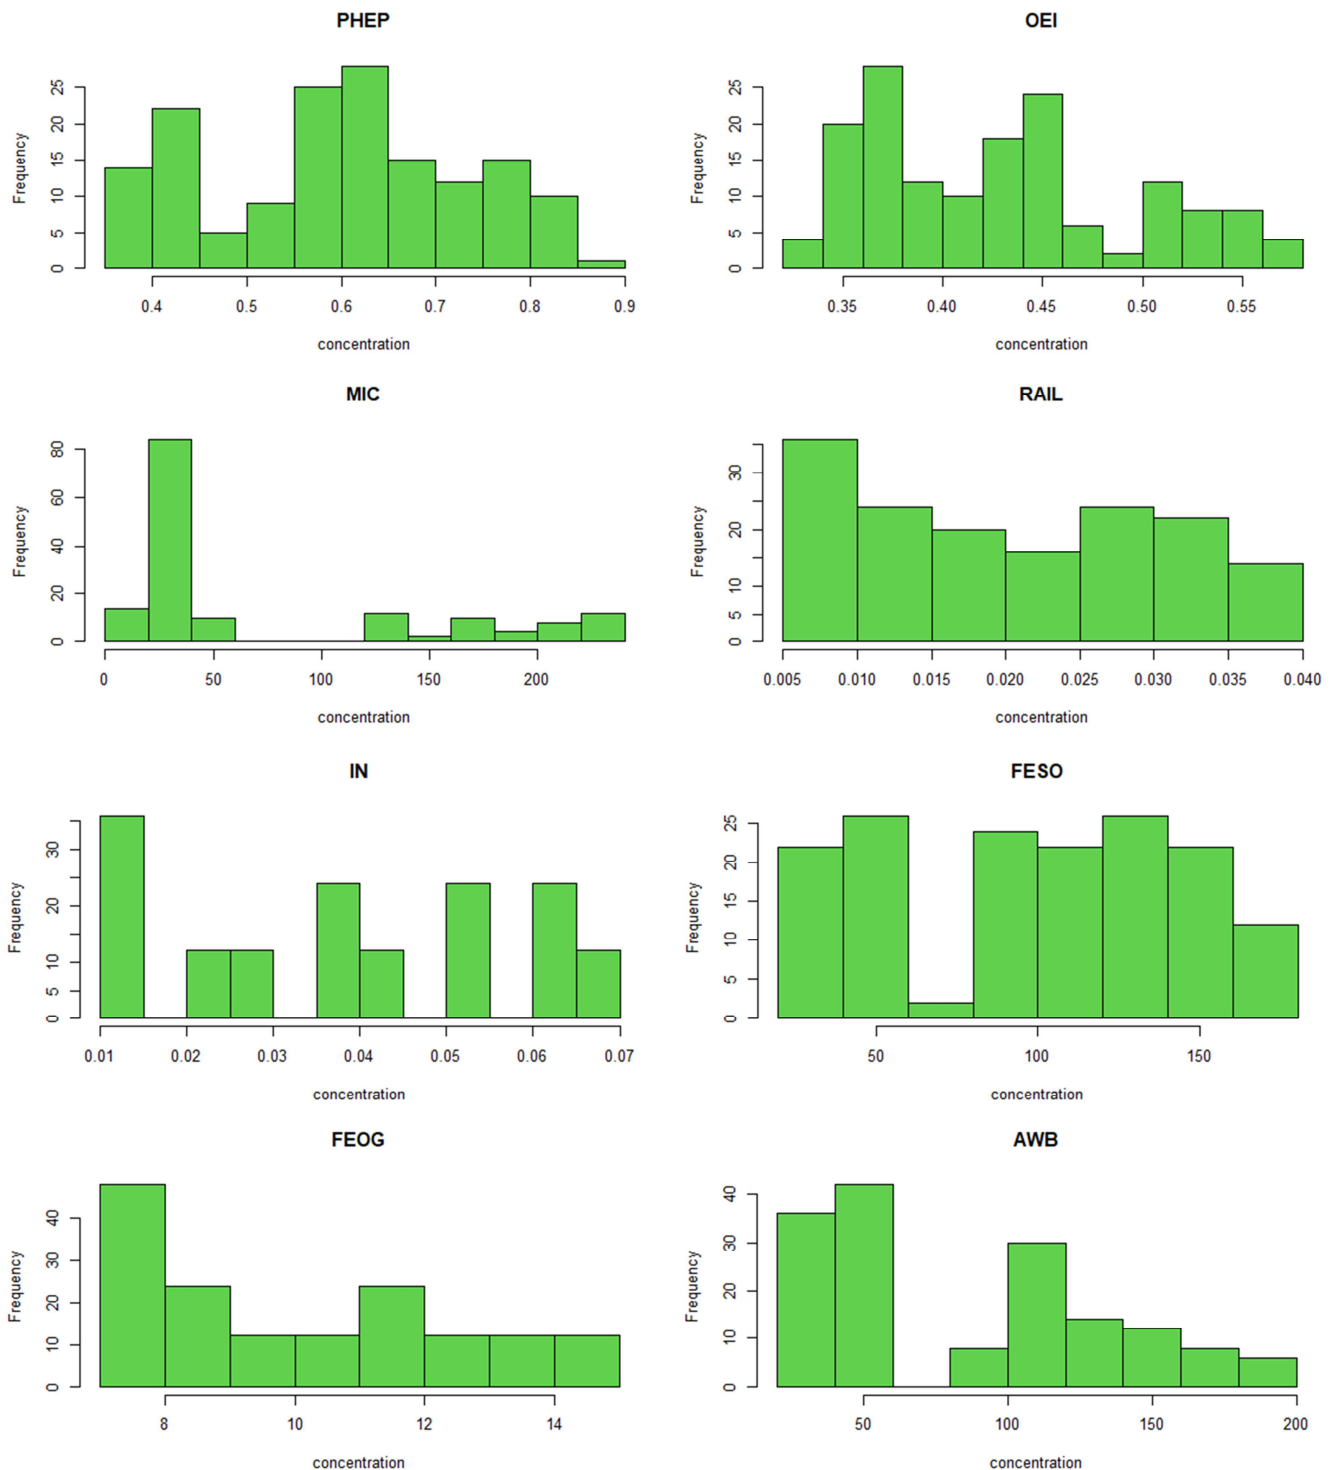 PHEP
Frequency
0 5 10 15 20 25
0.4 0.5 0.6 0.7 0.8 0.9
concentration
OEI
Frequency
0 5 10 15 20 25
0.35 0.40 0.45 0.50 0.55
concentration
MIC
Frequency
0 20 40 60 80
0 50 100 150 200
concentration
RAIL
Frequency
0 5 10 20 30
0.005 0.010 0.015 0.020 0.025 0.030 0.035 0.040
concentration
IN
Frequency
0 5 10 20 30
0.01 0.02 0.03 0.04 0.05 0.06 0.07
concentration
FESO
Frequency
0 5 10 15 20 25
50 100 150
concentration
FEOG
Frequency
0 10 20 30 40
8 10 12 14
concentration
AWB
Frequency
0 10 20 30 40
50 100 150 200
concentration